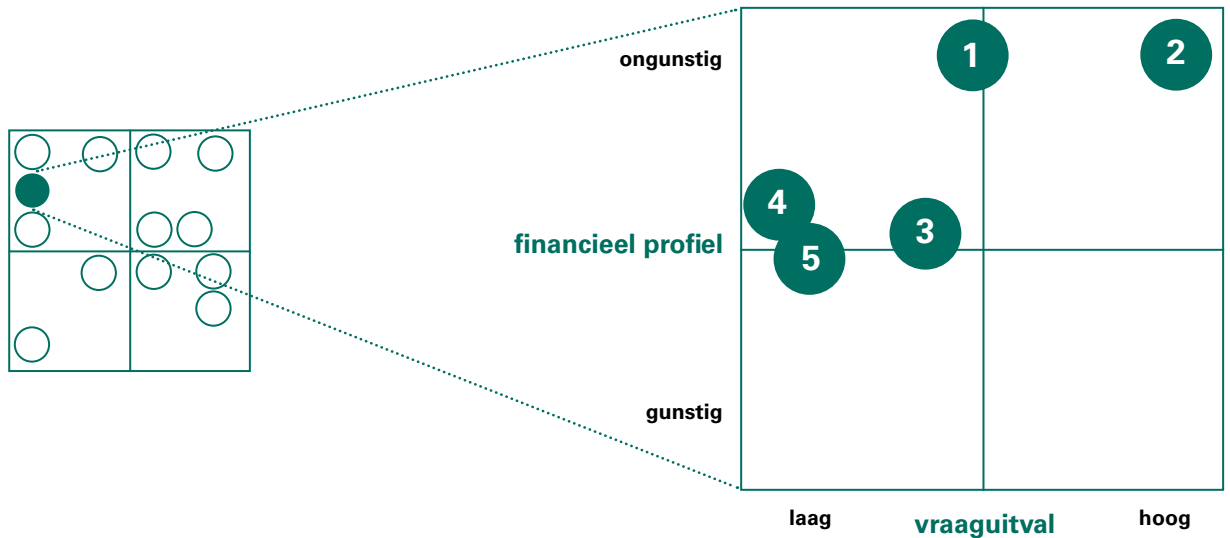 ongunstig
1
2
4
3
financieel profiel
5
gunstig
laag
vraaguitval
hoog